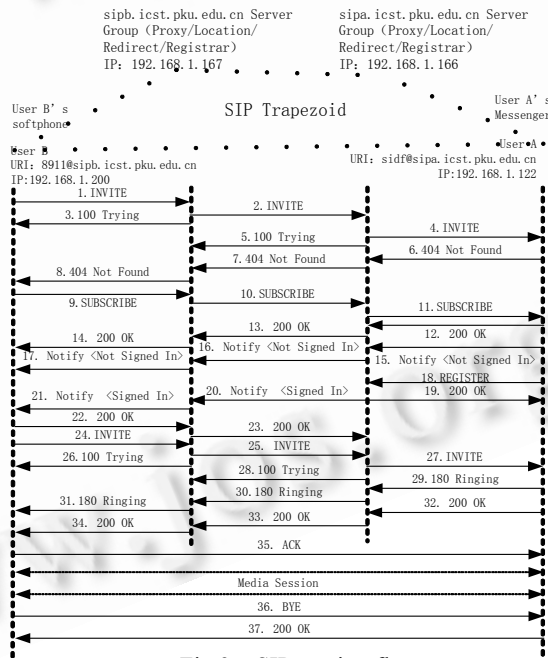 sipb.icst.pku.edu.cn Server
Group (Proxy/Location/
Redirect/Registrar)
IP: 192.168.1.167
sipa.icst.pku.edu.cn Server
Group (Proxy/Location/
Redirect/Registrar)
IP: 192.168.1.166
User B's
softphone
SIP Trapezoid
User A's
Messenger
User B
URI: 8911@sipb.icst.pku.edu.cn
IP:192.168.1.200
User A
URI: sidf@sipa.icst.pku.edu.cn
IP:192.168.1.122
1.INVITE
2.INVITE
3.100 Trying
4.INVITE
5.100 Trying
6.404 Not Found
7.404 Not Found
8.404 Not Found
9.SUBSCRIBE
10.SUBSCRIBE
11.SUBSCRIBE
12. 200 OK
13. 200 OK
14. 200 OK
15. Notify <Not Signed In>
16. Notify <Not Signed In>
17. Notify <Not Signed In>
18.REGISTER
19. 200 OK
20. Notify <Signed In>
21. Notify <Signed In>
22. 200 OK
23. 200 OK
24.INVITE
25. INVITE
26.100 Trying
27.INVITE
28.100 Trying
29.180 Ringing
30.180 Ringing
31.180 Ringing
32. 200 OK
33. 200 OK
34. 200 OK
35. ACK
Media Session
36. BYE
37. 200 OK